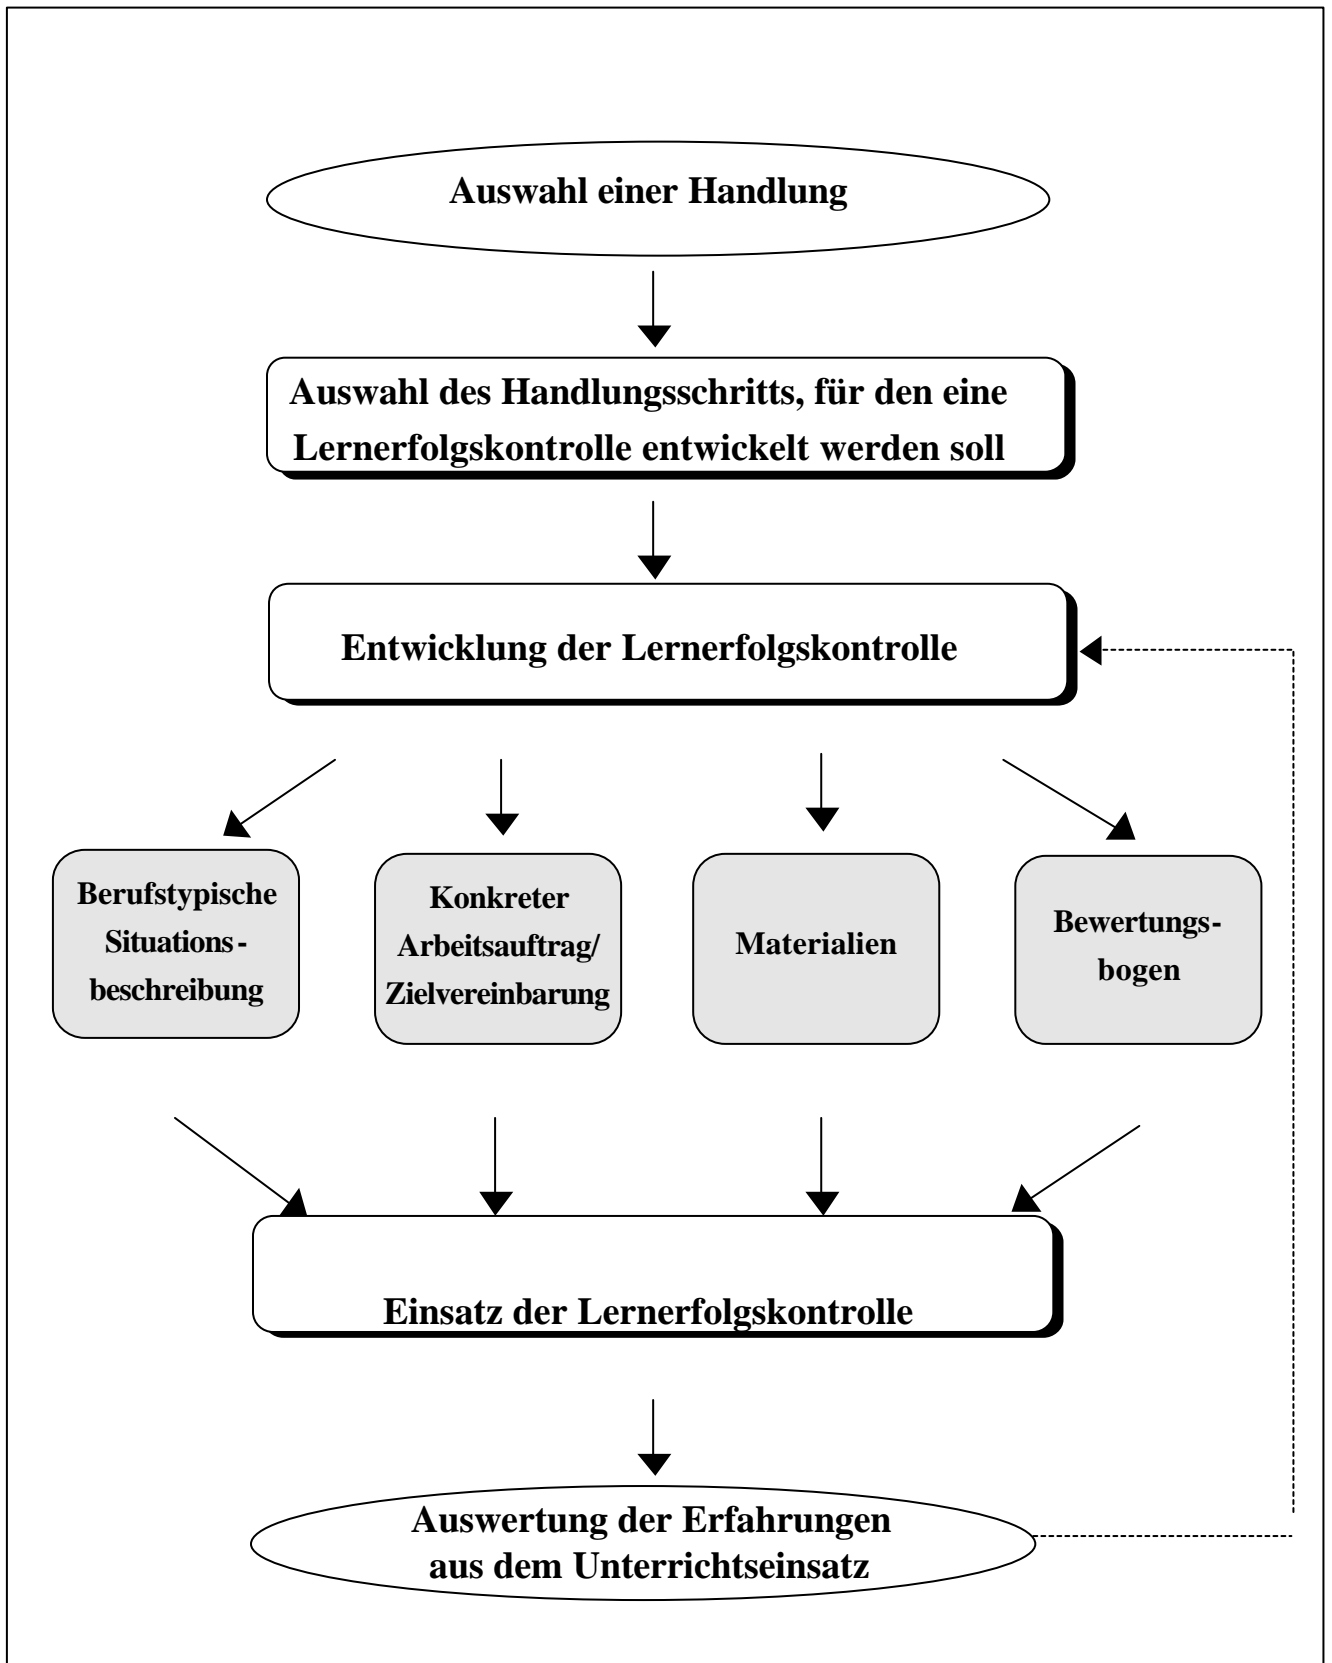 Auswahl einer Handlung
Auswahl des Handlungsschritts, für den eine
Lernerfolgskontrolle entwickelt werden soll
Entwicklung der Lernerfolgskontrolle
Berufstypische
Situations-
beschreibung
Konkreter
Arbeitsauftrag/
Zielvereinbarung
Materialien
Bewertungs-
bogen
Einsatz der Lernerfolgskontrolle
Auswertung der Erfahrungen
aus dem Unterrichtseinsatz